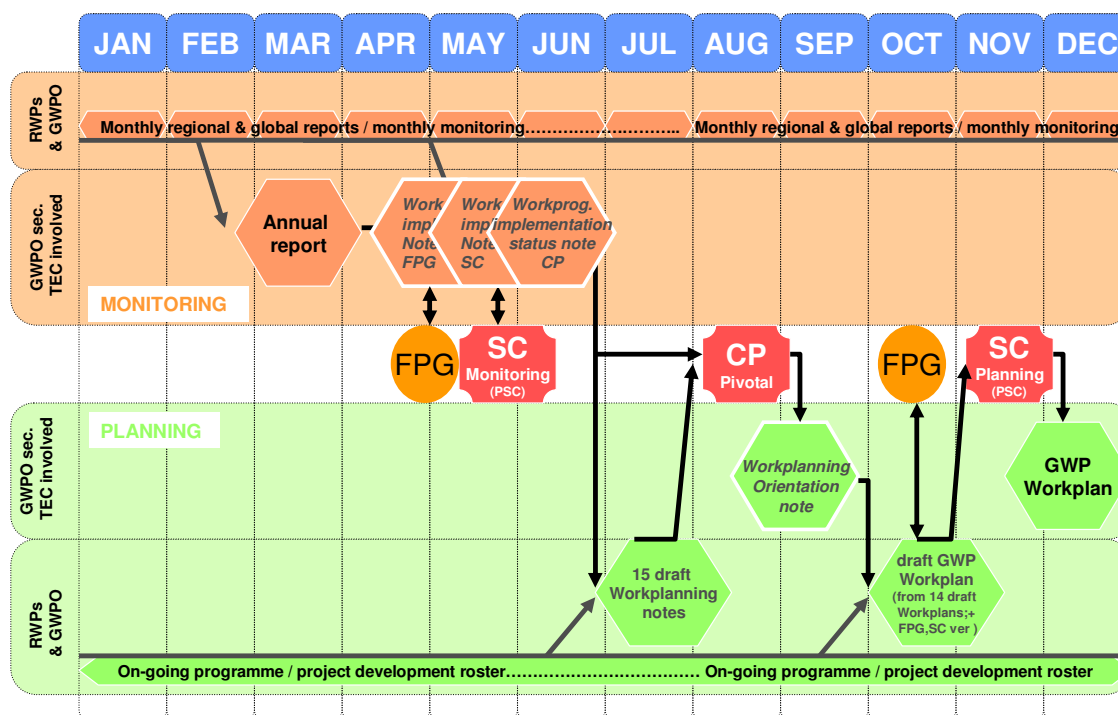 JAN FEB MAR APR MAY JUN JUL AUG SEP OCT NOV DEC
RWPs
& GWPO
Monthly regional & global reports / monthly monitoring……………..……….. Monthly regional & global reports / monthly monitoring
GWPO sec.
TEC involved
Annual
report
Work
impl
Note
FPG
Work
impl
Note
SC
Workprog.
implementation
status note
CP
MONITORING
FPG
SC
Monitoring
(PSC)
CP
Pivotal
FPG
SC
Planning
(PSC)
GWPO sec.
TEC involved
PLANNING
Workplanning
Orientation
note
GWP
Workplan
RWPs
& GWPO
15 draft
Workplanning
notes
draft GWP
Workplan
(from 14 draft
Workplans;+
FPG,SC ver )
On-going programme / project development roster…………………………….. On-going programme / project development roster